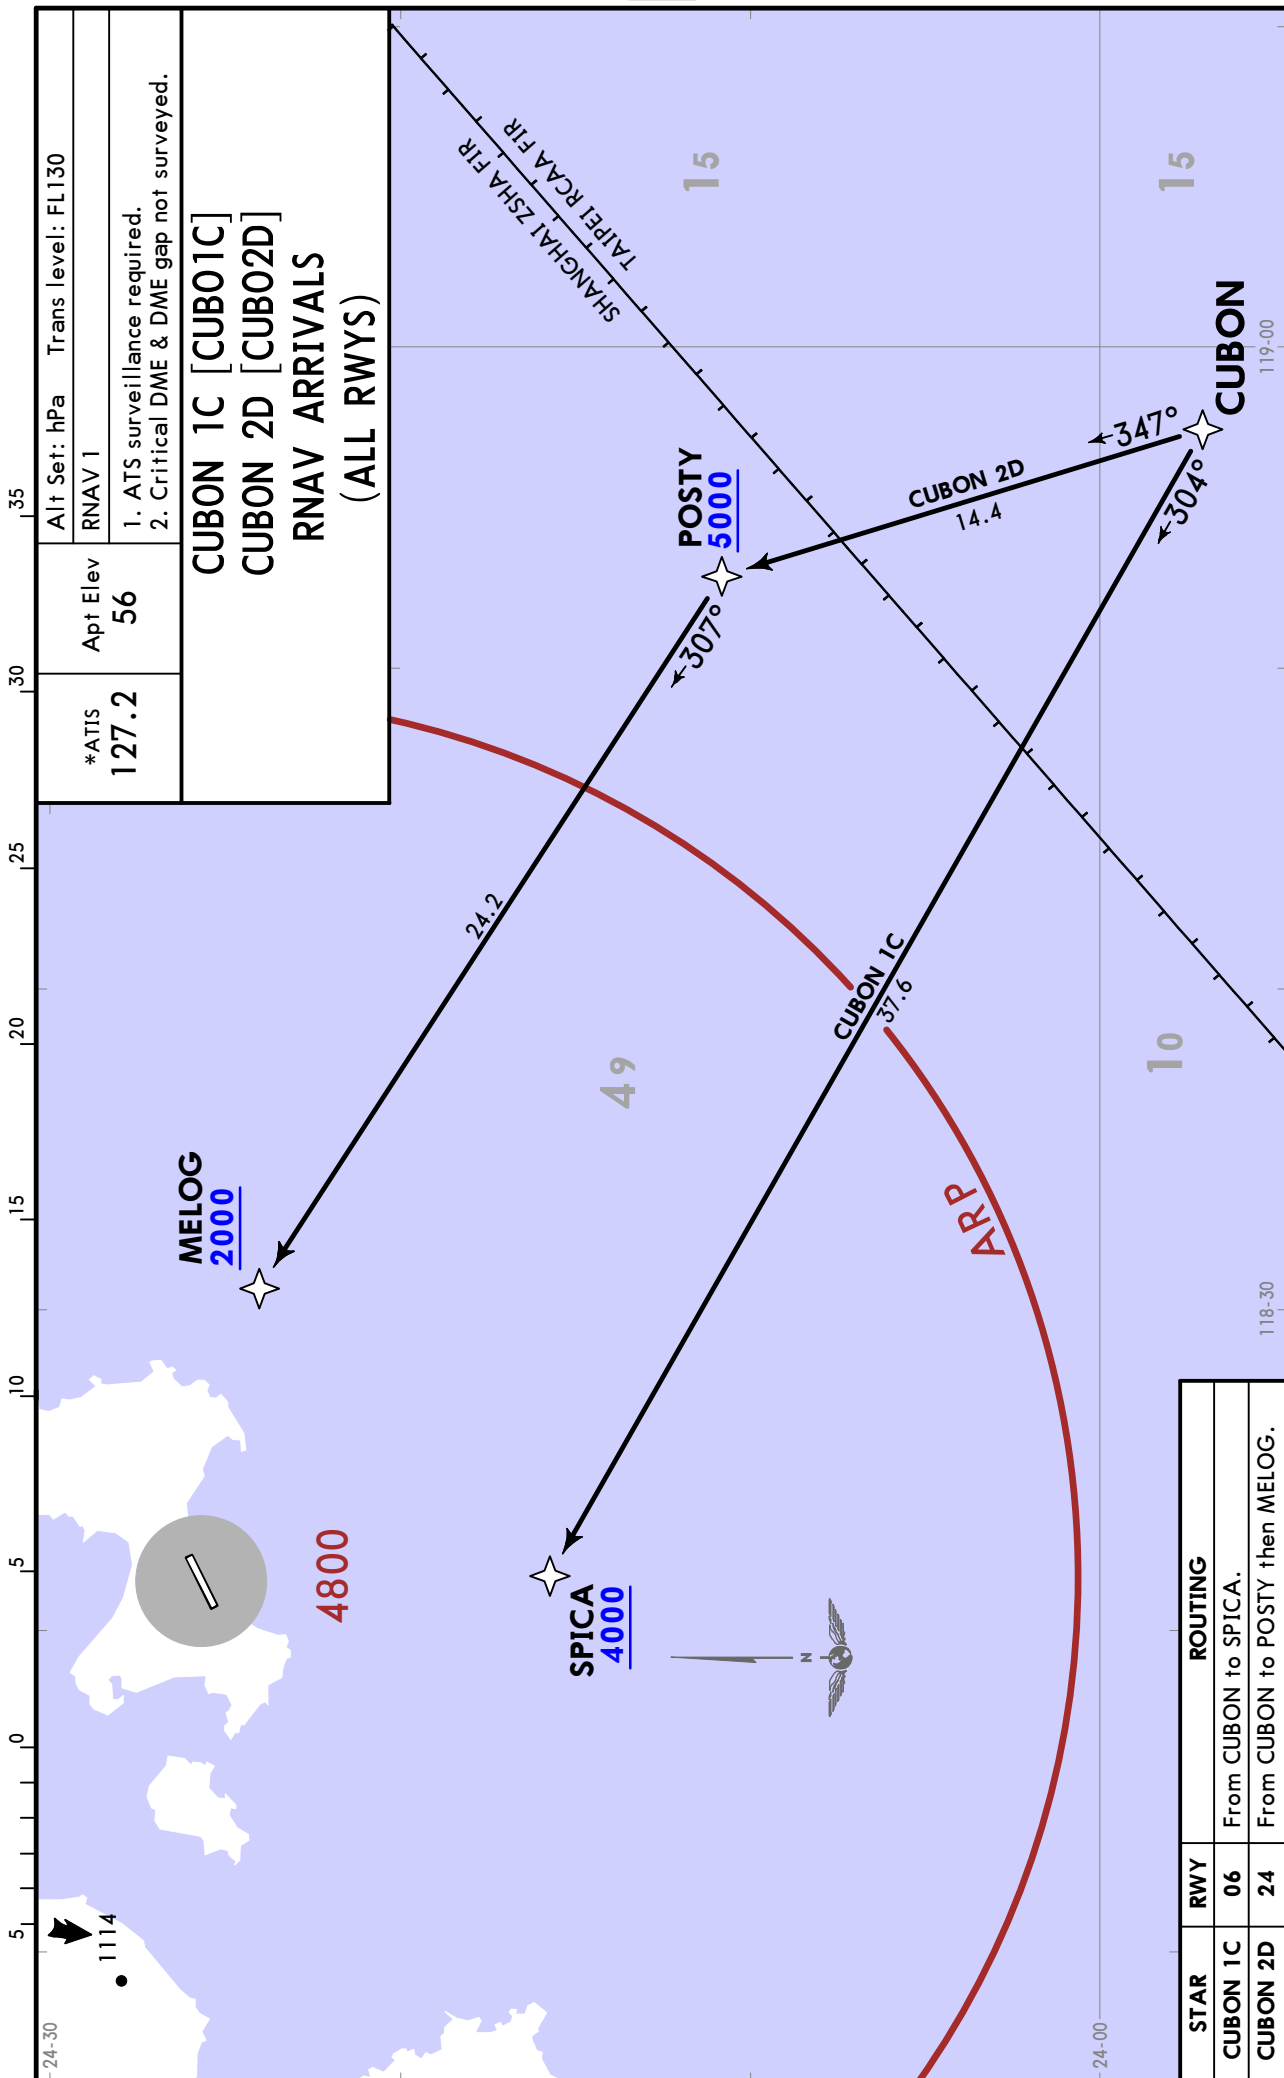 5 0 5 10 15 20 25 30 35
*ATIS
127.2
Apt Elev
56
Alt Set: hPa Trans level: FL130
RNAV 1
1. ATS surveillance required.
2. Critical DME & DME gap not surveyed.
CUBON 1C [CUBO1C]
CUBON 2D [CUBO2D]
RNAV ARRIVALS
(ALL RWYS)
24-30
1114
MELOG
2000
4800
24.2
307°
POSTY
5000
SHANGHAI ZSHA FIR
TAIPEI RCAA FIR
15
49
SPICA
4000
N
CUBON 1C
37.6
CUBON 2D
14.4
347°
304°
CUBON
ARP
10
15
24-00
118-30
119-00
STAR RWY ROUTING
CUBON 1C 06 From CUBON to SPICA.
CUBON 2D 24 From CUBON to POSTY then MELOG.